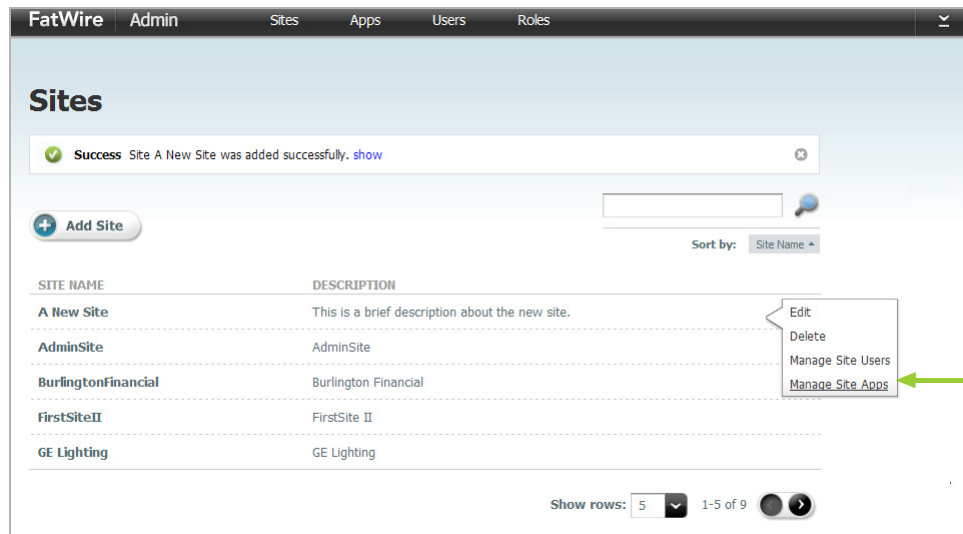 FatWire Admin Sites Apps Users Roles
Sites
Success Site A New Site was added successfully. show
Add Site
Sort by: Site Name
SITE NAME DESCRIPTION
A New Site This is a brief description about the new site.
Edit
Delete
Manage Site Users
Manage Site Apps
AdminSite AdminSite
BurlingtonFinancial Burlington Financial
FirstSiteII FirstSite II
GE Lighting GE Lighting
Show rows: 5 1-5 of 9